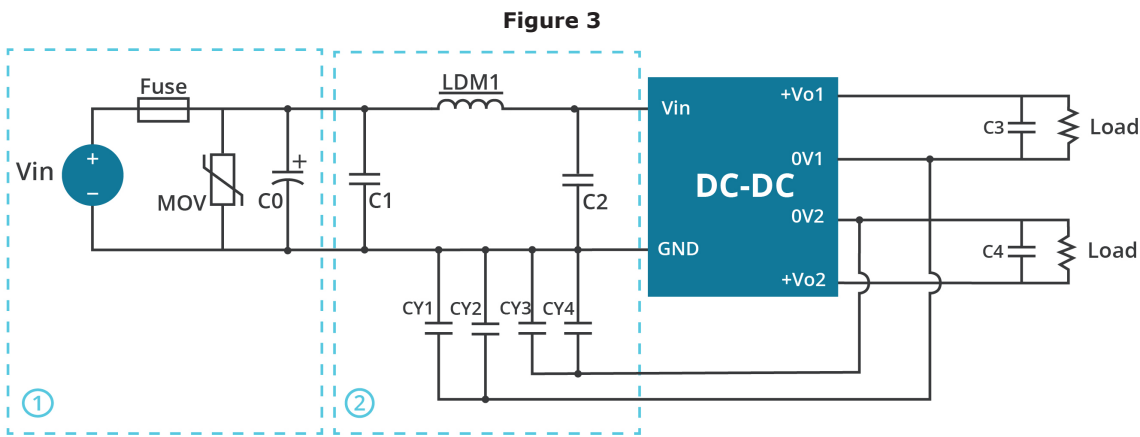 Figure 3
Fuse
LDM1
Vin
+
−
MOV
C0
+
C1
C2
Vin
GND
DC-DC
+Vo1
0V1
0V2
+Vo2
C3
Load
C4
Load
CY1
CY2
CY3
CY4
1
2